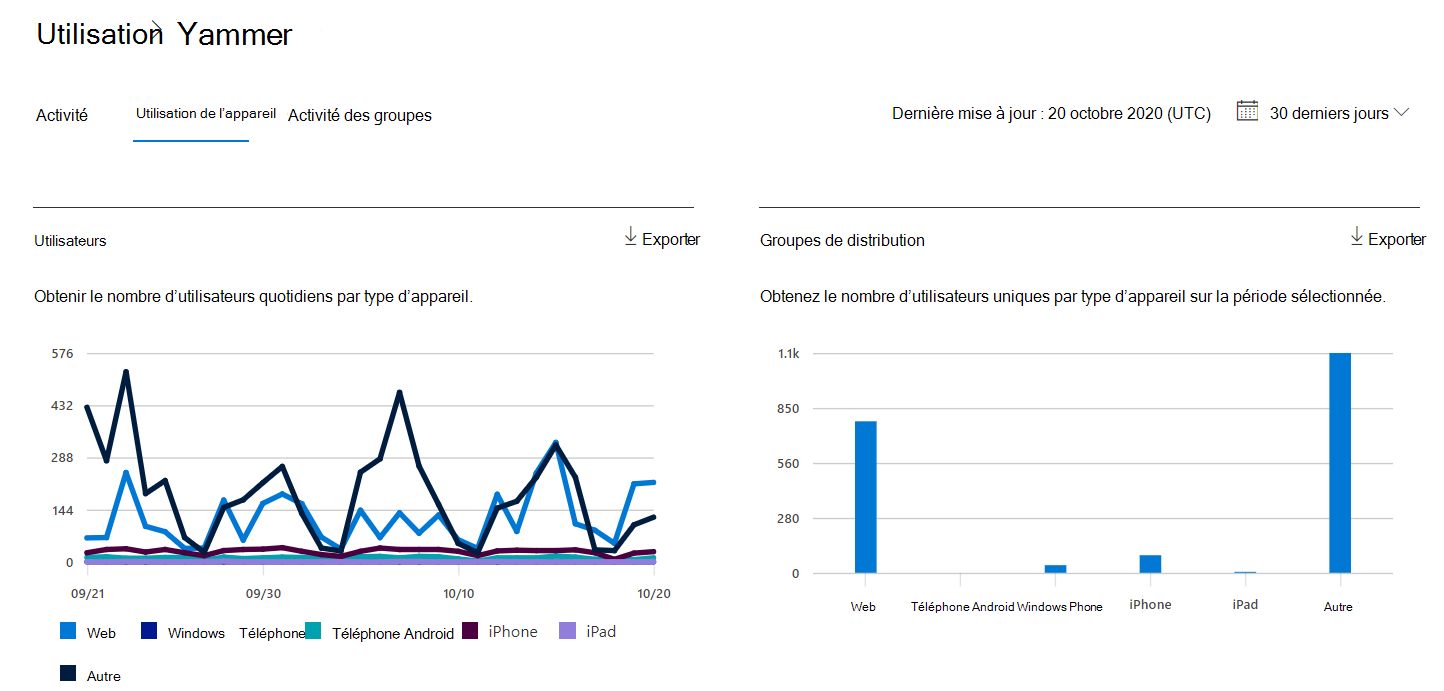 Utilisation Yammer
Activité Utilisation de l'appareil Activité des groupes
Dernière mise à jour : 20 octobre 2020 (UTC) 30 derniers jours
Utilisateurs Exporter
Obtenir le nombre d'utilisateurs quotidiens par type d'appareil.
576
432
288
144
0
09/21 09/30 10/10 10/20
Web Windows Téléphone Téléphone Android iPhone iPad
Autre
Groupes de distribution Exporter
Obtenez le nombre d'utilisateurs uniques par type d'appareil sur la période sélectionnée.
1.1k
850
560
280
0
Web Téléphone Android Windows Phone iPhone iPad Autre